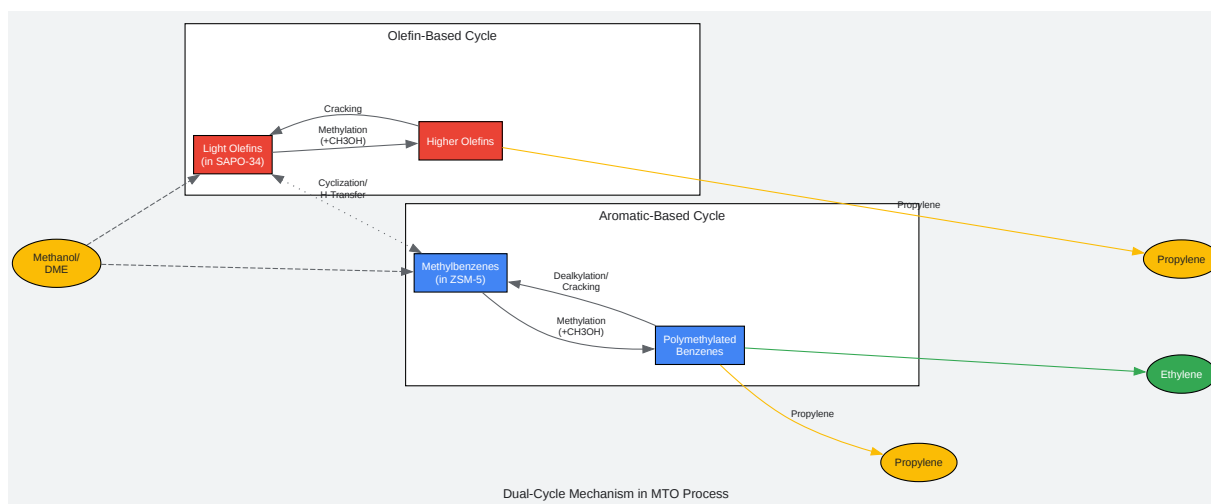 Olefin-Based Cycle
Cracking
Methylation
(+CH3OH)
Higher Olefins
Light Olefins
(in SAPO-34)
Cyclization/
H-Transfer
Propylene
Aromatic-Based Cycle
Methanol/
DME
Methylbenzenes
(in ZSM-5)
Propylene
Dealkylation/
Cracking
Methylation
(+CH3OH)
Polymethylated
Benzenes
Ethylene
Propylene
Propylene
Dual-Cycle Mechanism in MTO Process